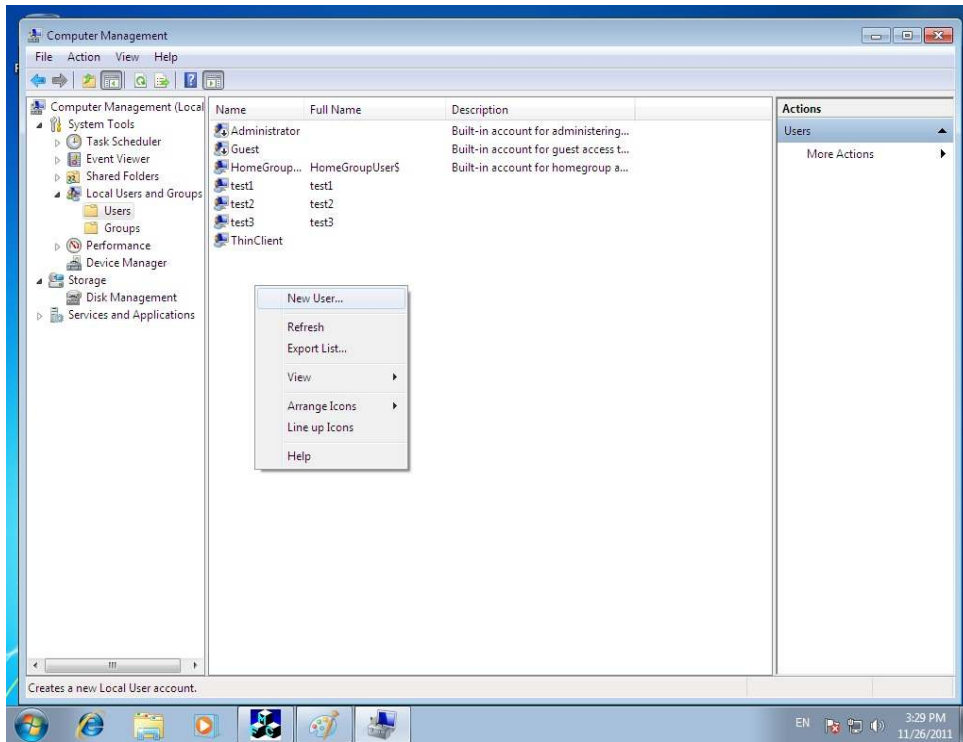 Computer Management
File Action View Help
Computer Management (Local
System Tools
Task Scheduler
Event Viewer
Shared Folders
Local Users and Groups
Users
Groups
Performance
Device Manager
Storage
Disk Management
Services and Applications
Name Full Name Description
Administrator Built-in account for administering...
Guest Built-in account for guest access t...
HomeGroup... HomeGroupUser$ Built-in account for homegroup a...
test1 test1
test2 test2
test3 test3
ThinClient
New User...
Refresh
Export List...
View
Arrange Icons
Line up Icons
Help
Actions
Users
More Actions
Creates a new Local User account.
EN
3:29 PM
11/26/2011